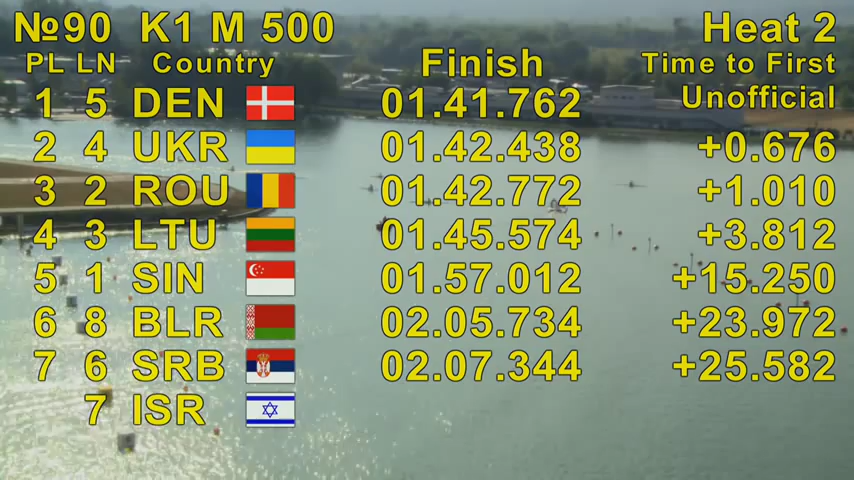 №90 K1 M 500 Heat 2
PL LN Country Finish Time to First
1 5 DEN 01.41.762 Unofficial
2 4 UKR 01.42.438 +0.676
3 2 ROU 01.42.772 +1.010
4 3 LTU 01.45.574 +3.812
5 1 SIN 01.57.012 +15.250
6 8 BLR 02.05.734 +23.972
7 6 SRB 02.07.344 +25.582
7 ISR